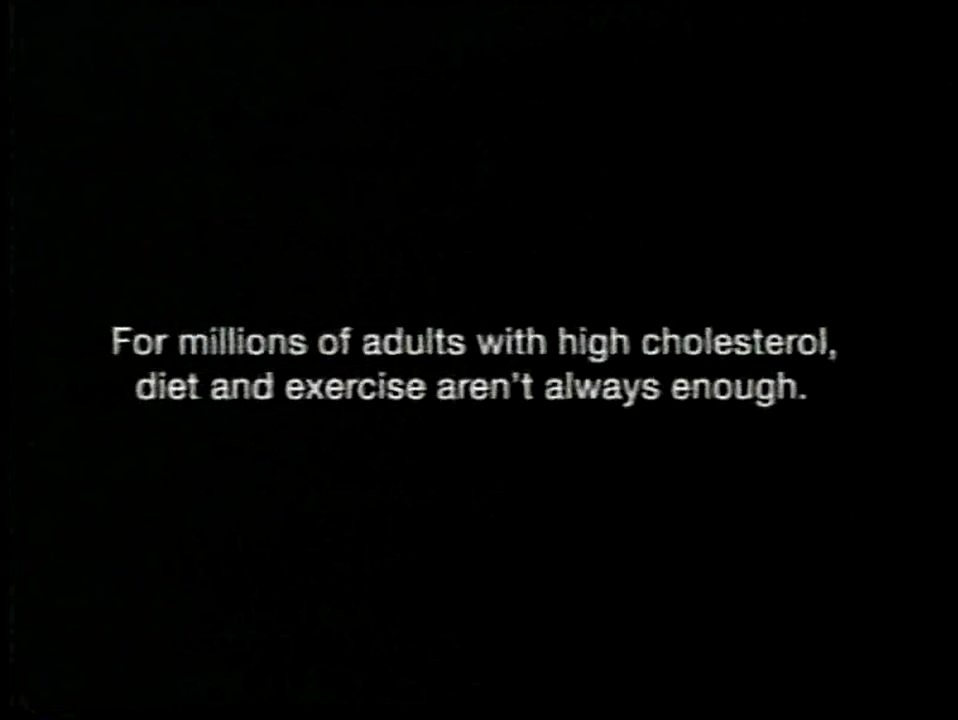 For millions of adults with high cholesterol,
diet and exercise aren't always enough.